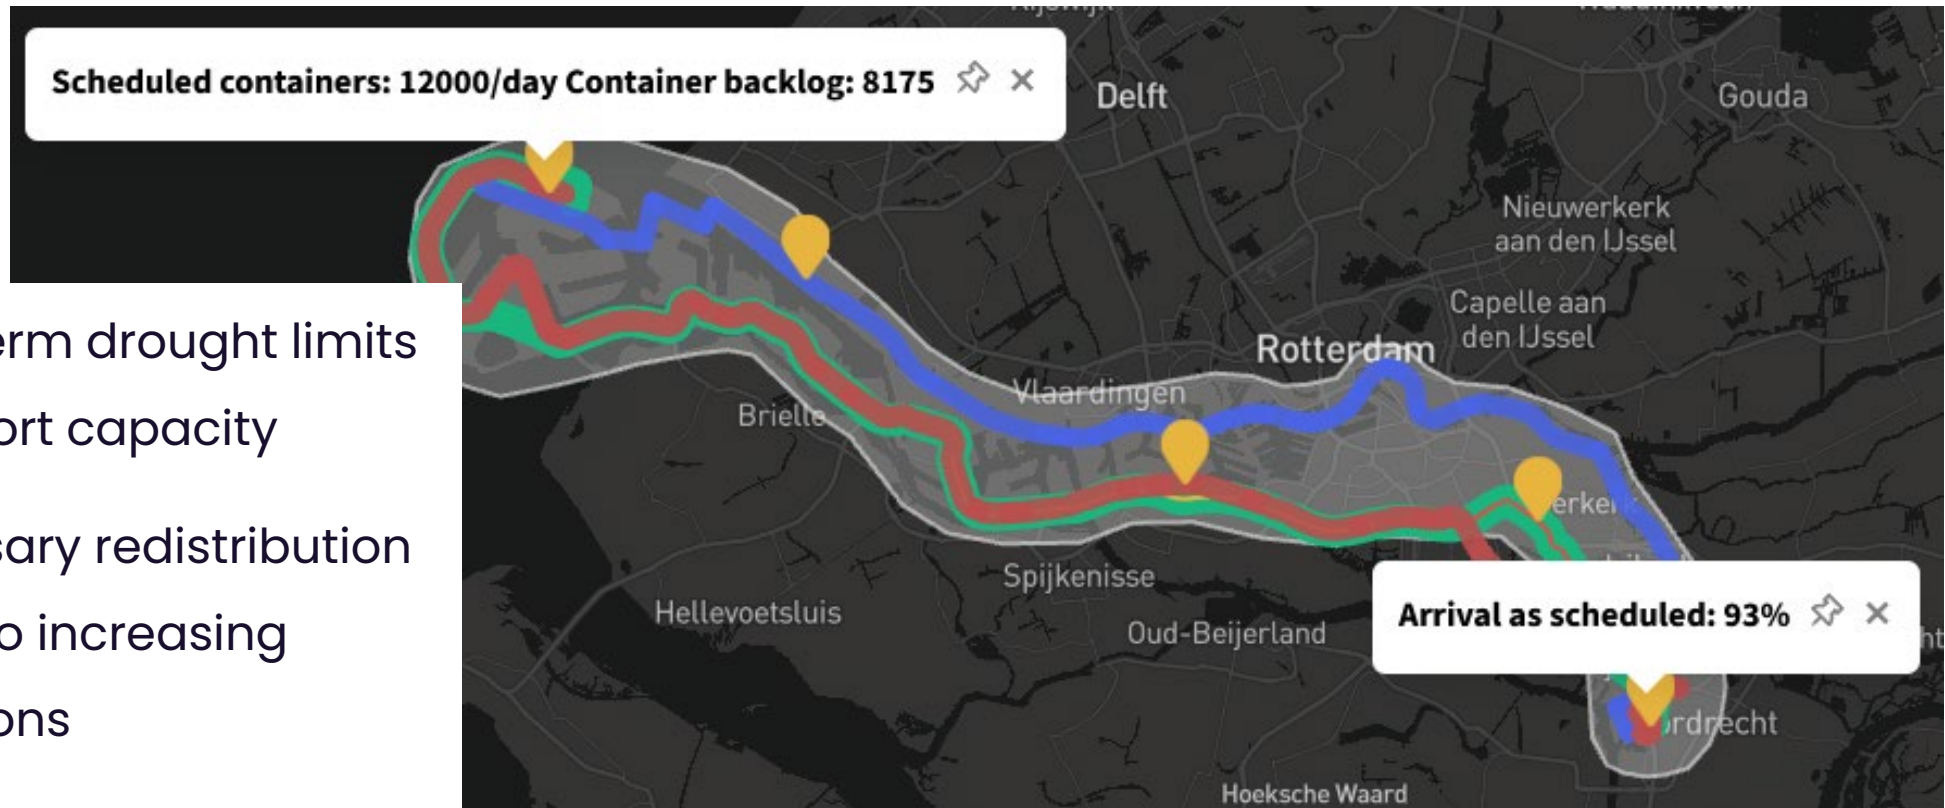 Scheduled containers: 12000/day Container backlog: 8175
Delft
Gouda
Nieuwerkerk
aan den IJssel
Capelle aan
den IJssel
Rotterdam
Vlaardingen
Brielle
erm drought limits
ort capacity
sary redistribution
o increasing
ons
Spijkenisse
Hellevoetsluis
Oud-Beijerland
Arrival as scheduled: 93%
ordrecht
Hoeksche Waard